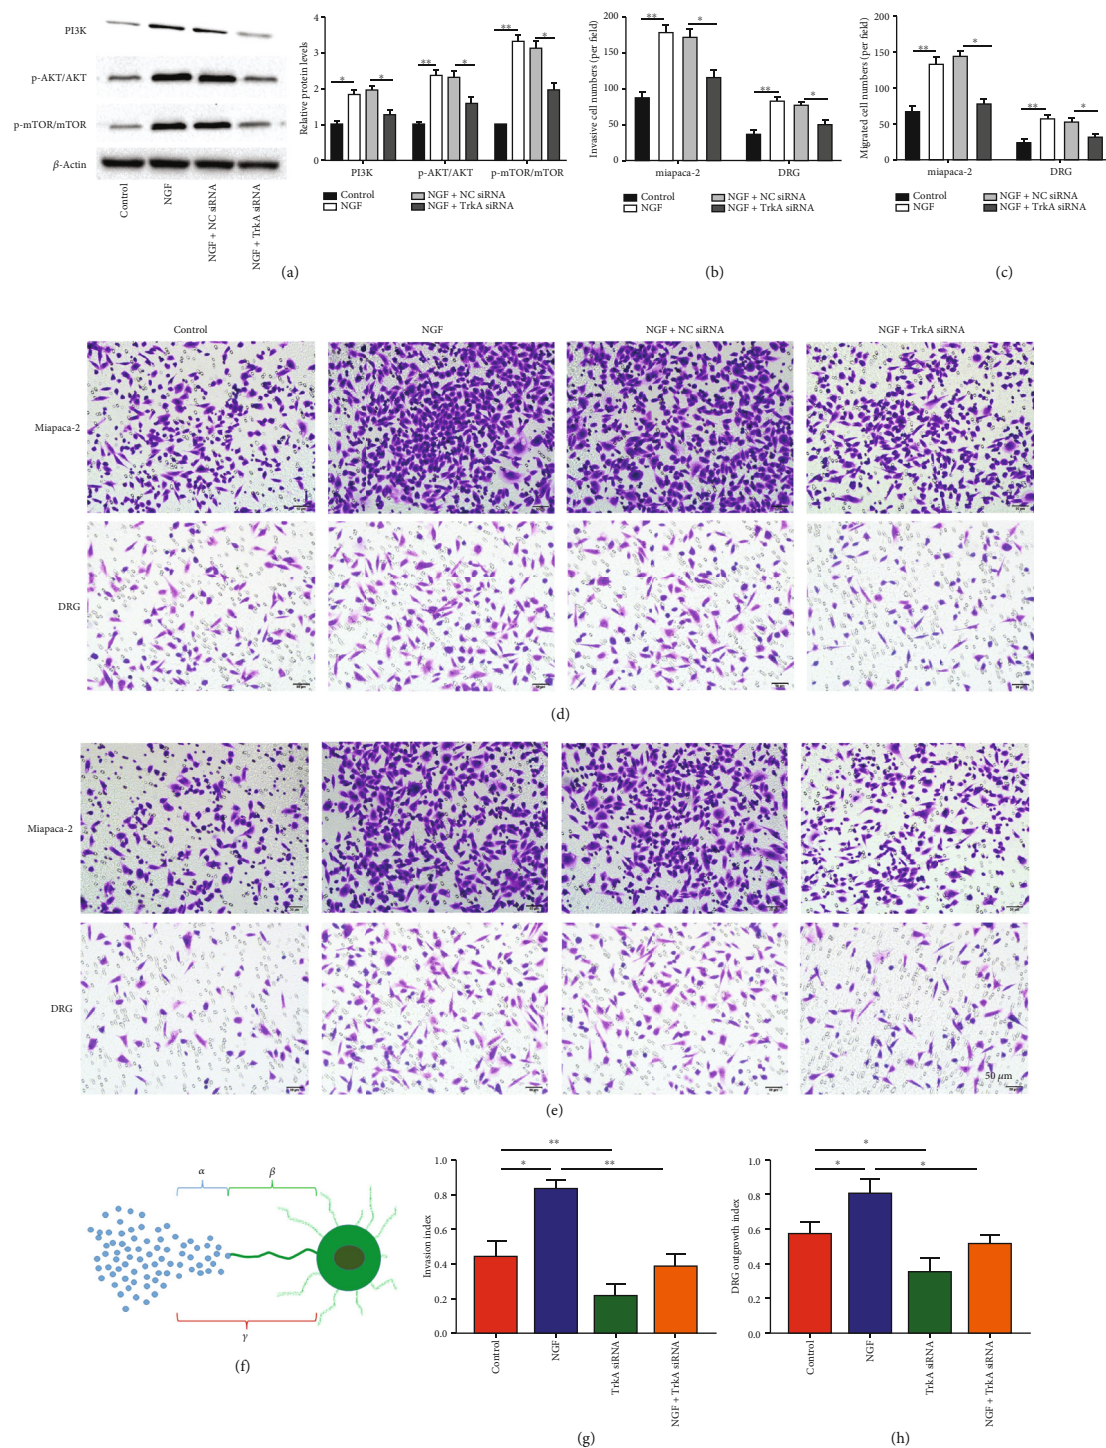 PI3K
p-AKT/AKT
p-mTOR/mTOR
β-Actin
Control
NGF
NGF + NC siRNA
NGF + TrkA siRNA
Relative protein levels
4
3
2
1
0
* * ** * ** *
PI3K p-AKT/AKT p-mTOR/mTOR
Control NGF + NC siRNA
NGF NGF + TrkA siRNA
(a)
Invasive cell numbers (per field)
200
150
100
50
0
** * ** *
miapaca-2 DRG
Control NGF + NC siRNA
NGF NGF + TrkA siRNA
(b)
Migrated cell numbers (per field)
200
150
100
50
0
** * ** *
miapaca-2 DRG
Control NGF + NC siRNA
NGF NGF + TrkA siRNA
(c)
Control NGF NGF + NC siRNA NGF + TrkA siRNA
Miapaca-2
DRG
(d)
Miapaca-2
DRG
50 μm
(e)
α β
γ
(f)
Invasion index
1.0
0.8
0.6
0.4
0.2
0.0
**
* **
Control
NGF
TrkA siRNA
NGF + TrkA siRNA
(g)
DRG outgrowth index
1.0
0.8
0.6
0.4
0.2
0.0
*
* *
Control
NGF
TrkA siRNA
NGF + TrkA siRNA
(h)